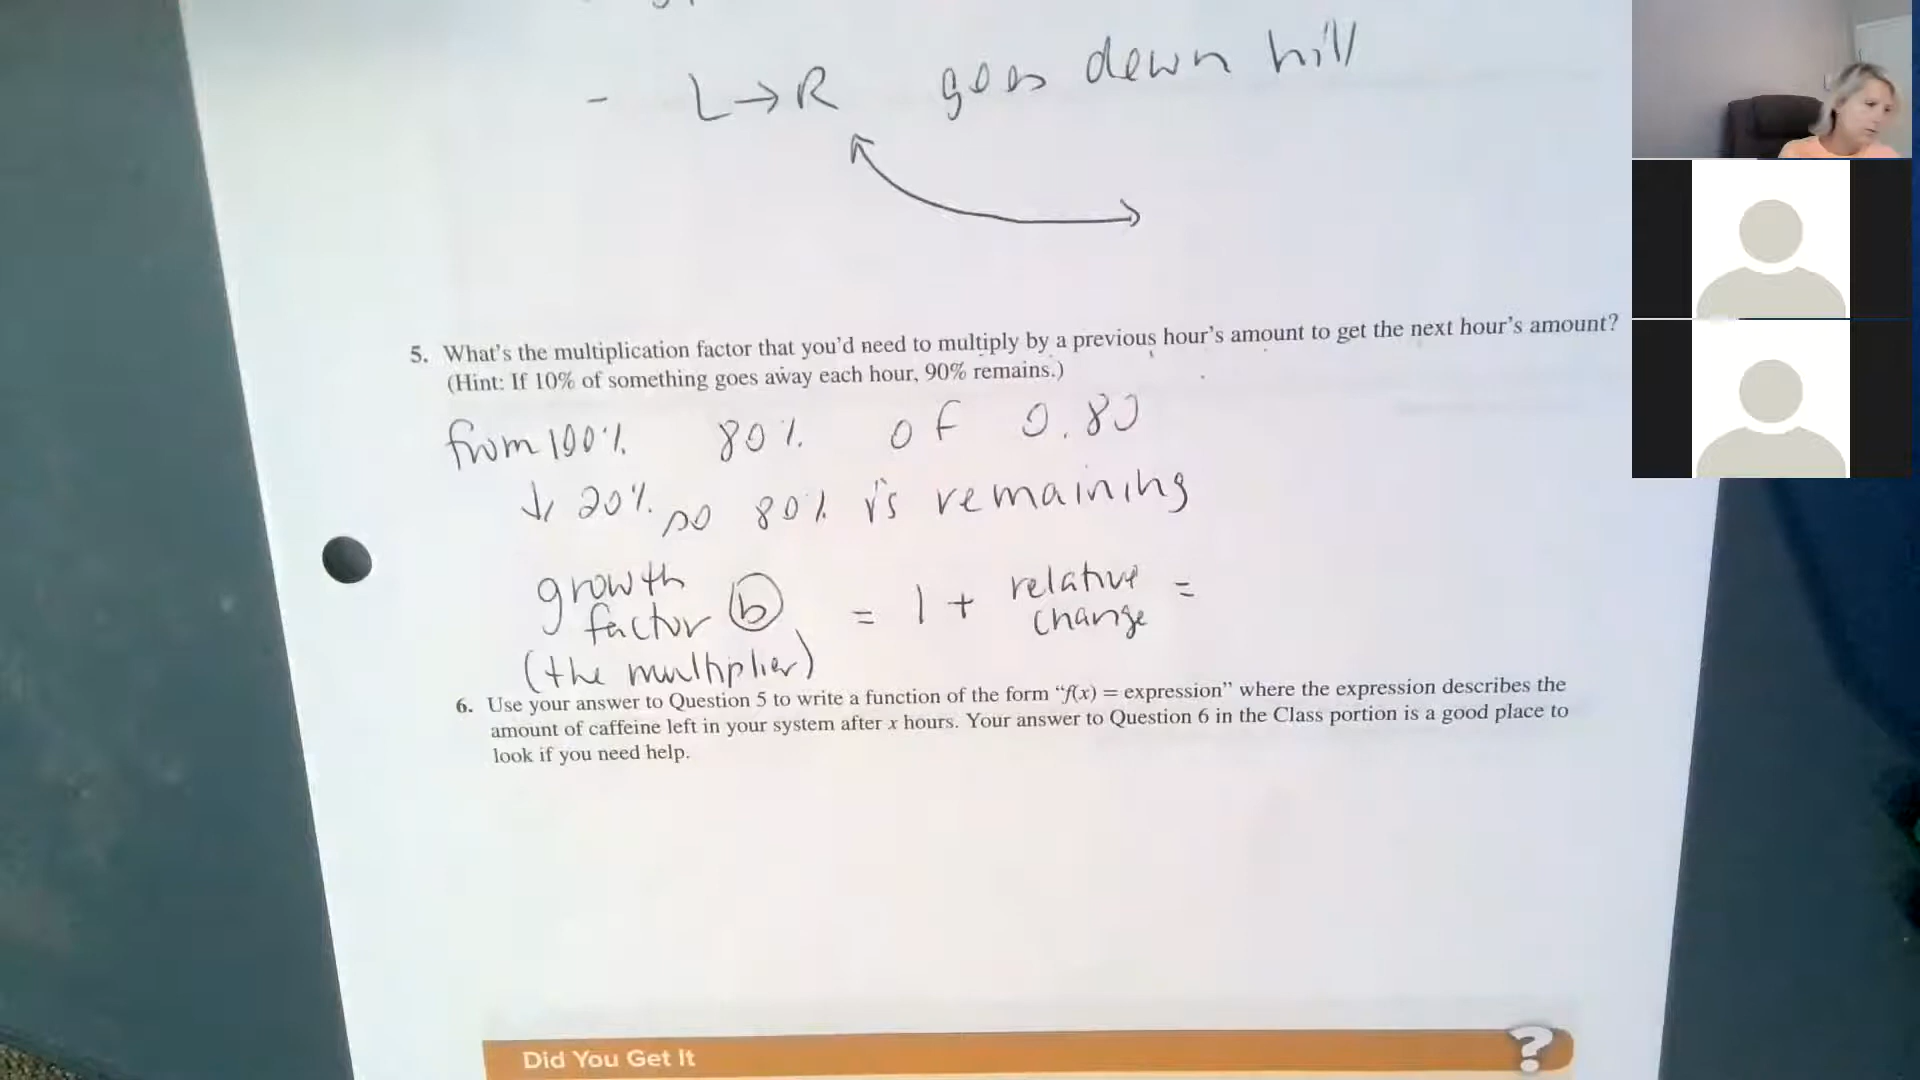 - L→R goes down hill
5. What's the multiplication factor that you'd need to multiply by a previous hour's amount to get the next hour's amount?
(Hint: If 10% of something goes away each hour, 90% remains.)
from 100% 80% of 0.80
↓ 20% so 80% is remaining
growth
factor b = 1 + relative change =
(the multiplier)
6. Use your answer to Question 5 to write a function of the form “f(x) = expression” where the expression describes the
amount of caffeine left in your system after x hours. Your answer to Question 6 in the Class portion is a good place to
look if you need help.
Did You Get It ?